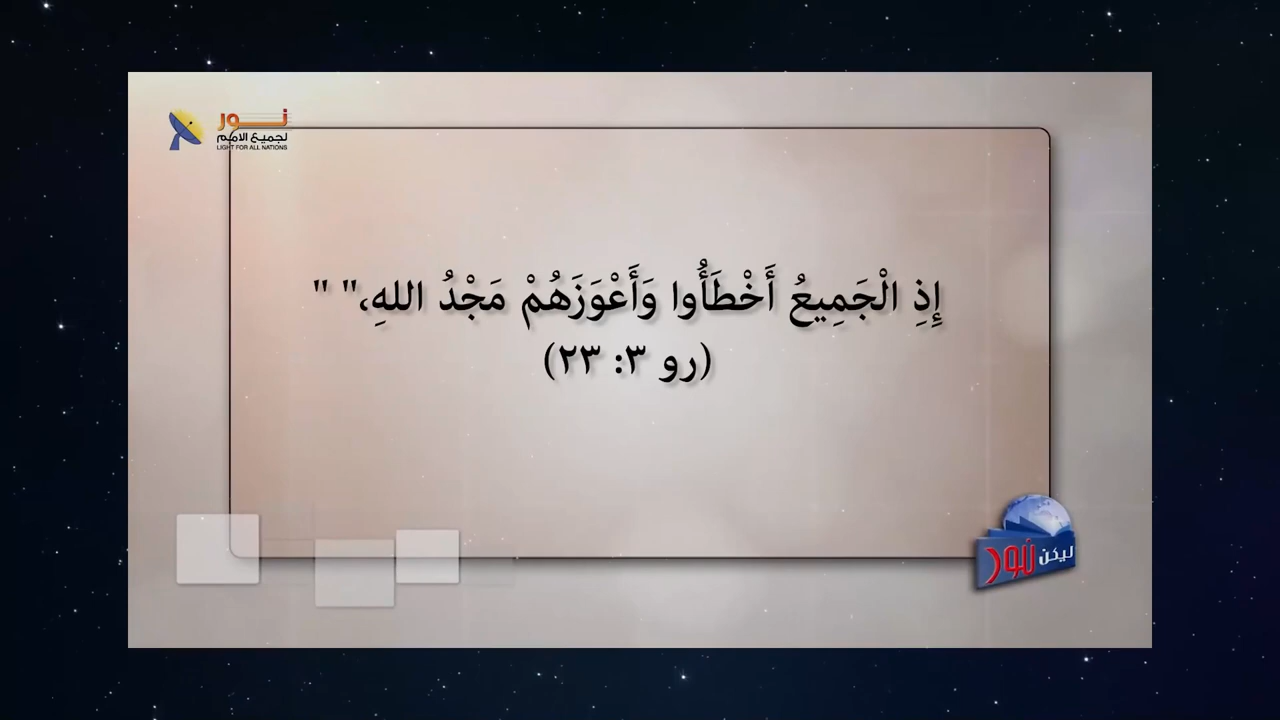 نور
لجميع الامم
LIGHT FOR ALL NATIONS
إِذِ الْجَمِيعُ أَخْطَأُوا وَأَعْوَزَهُمْ مَجْدُ اللهِ،" "
(رو ٣: ٢٣)
ليكن نور